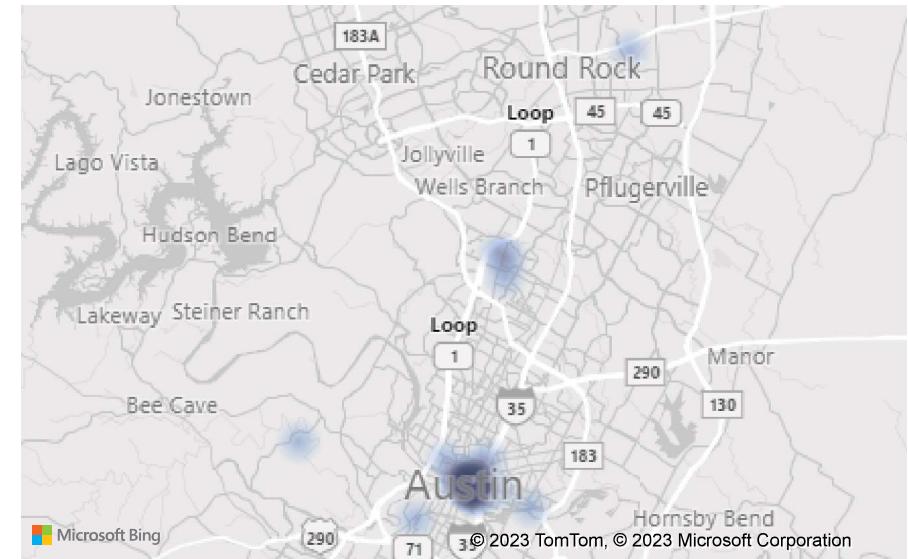 183A
Cedar Park
Round Rock
Jonestown
Loop
45
45
1
Jollyville
Lago Vista
Wells Branch
Pflugerville
Hudson Bend
Lakeway
Steiner Ranch
Loop
1
Manor
290
Bee Cave
35
130
183
Austin
Hornsby Bend
Microsoft Bing
290
71
35
© 2023 TomTom, © 2023 Microsoft Corporation